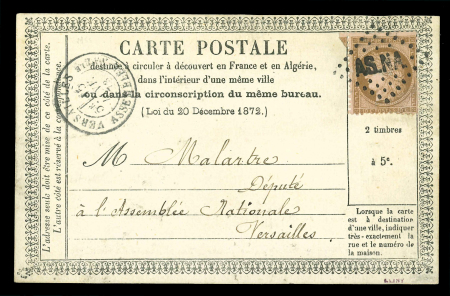 CARTE POSTALE
destinée à circuler à découvert en France et en Algérie,
dans l'intérieur d'une même ville
ou dans la circonscription du même bureau.
(Loi du 20 Décembre 1872.)
L'adresse seule doit être mise de ce côté de la carte.
L'autre côté est réservé à la
VERSAILLES
AS.NA
2 timbres
à 5c.
M. Malartre
Député
à l'Assemblée Nationale
Versailles.
Lorsque la carte
est à destination
d'une ville, indiquer
très-exactement la
rue et le numéro de
la maison.